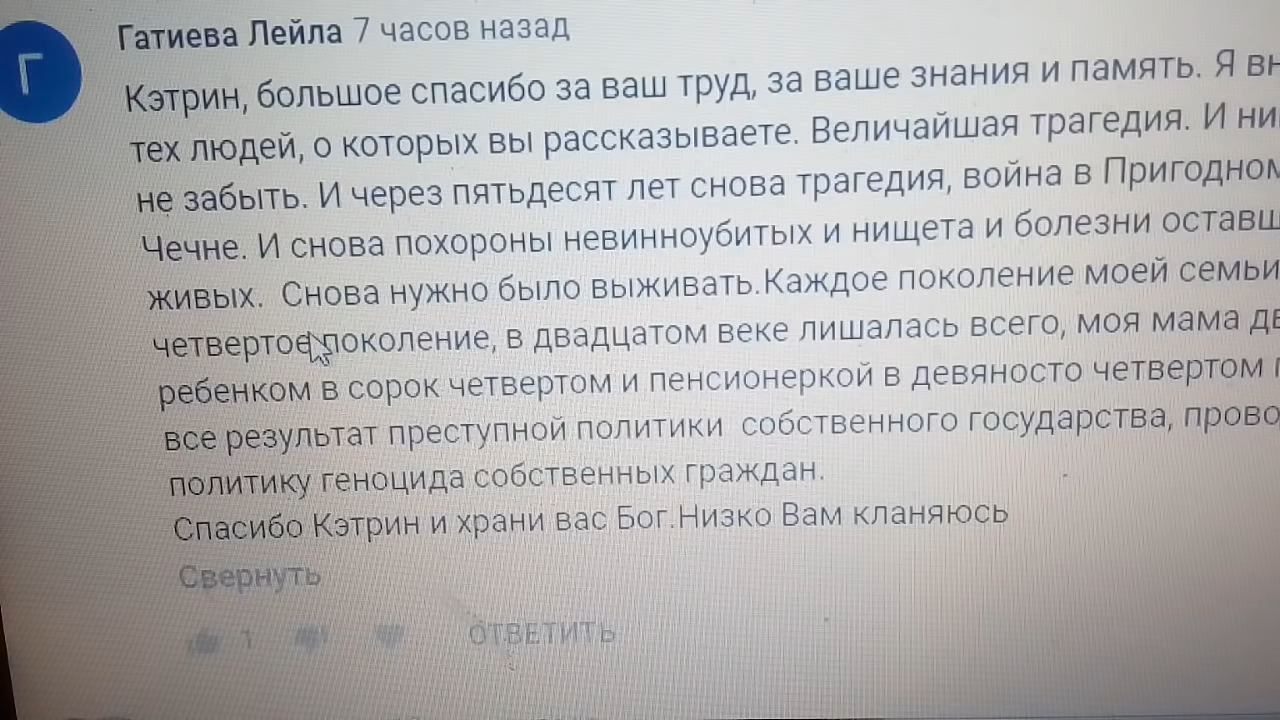 Г
Гатиева Лейла 7 часов назад
Кэтрин, большое спасибо за ваш труд, за ваше знания и память. Я
тех людей, о которых вы рассказываете. Величайшая трагедия. И
не забыть. И через пятьдесят лет снова трагедия, война в Пригодном
Чечне. И снова похороны невинноубитых и нищета и болезни
живых. Снова нужно было выживать.Каждое поколение моей семьи
четвертое поколение, в двадцатом веке лишалась всего, моя мама
ребенком в сорок четвертом и пенсионеркой в девяносто четвертом
все результат преступной политики собственного государства,
политику геноцида собственных граждан.
Спасибо Кэтрин и храни вас Бог.Низко Вам кланяюсь
Свернуть
1 ОТВЕТИТЬ